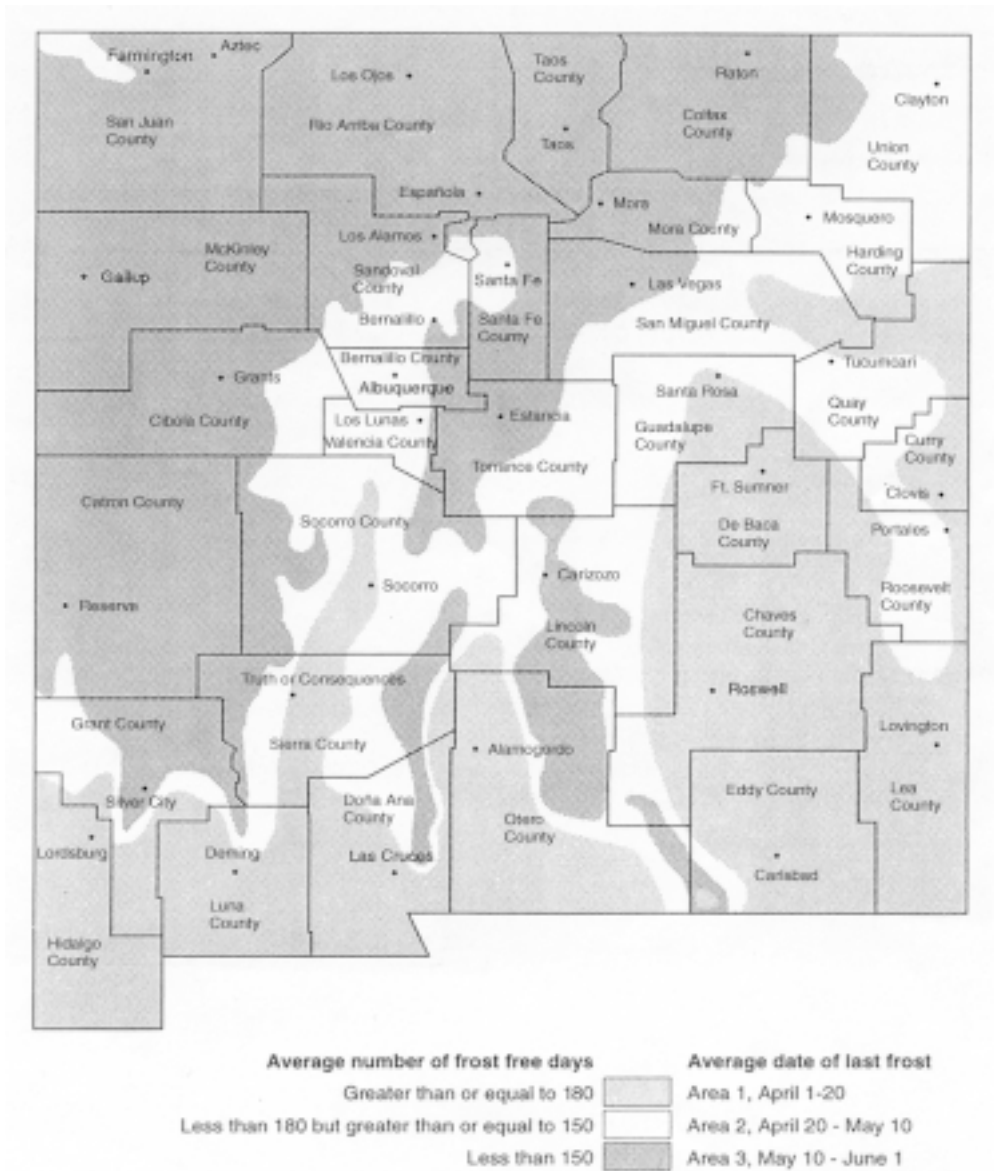 Farmington
Aztec
San Juan
County
Los Ojos
Rio Arriba County
Española
Taos
County
Taos
Raton
Colfax
County
Clayton
Union
County
Gallup
McKinley
County
Los Alamos
Sandoval
County
Bernalillo
Santa Fe
Santa Fe
County
Mora
Mora County
Mosquero
Harding
County
Las Vegas
San Miguel County
Grants
Cibola County
Bernalillo County
Albuquerque
Los Lunas
Valencia County
Estancia
Torrance County
Santa Rosa
Guadalupe
County
Tucumcari
Quay
County
Curry
County
Clovis
Catron County
Reserve
Socorro County
Socorro
Carizozo
Lincoln
County
Ft. Sumner
De Baca
County
Portales
Roosevelt
County
Chaves
County
Roswell
Truth or Consequences
Sierra County
Grant County
Silver City
Lordsburg
Hidalgo
County
Deming
Luna
County
Doña Ana
County
Las Cruces
Alamogordo
Otero
County
Eddy County
Carlsbad
Lovington
Lea
County
Average number of frost free days
Average date of last frost
Greater than or equal to 180
Area 1, April 1-20
Less than 180 but greater than or equal to 150
Area 2, April 20 - May 10
Less than 150
Area 3, May 10 - June 1